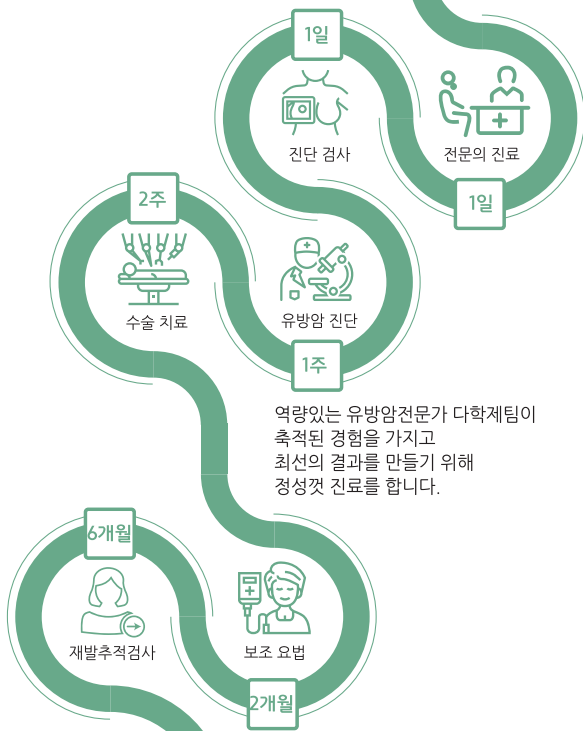 1일
진단 검사
전문의 진료
1일
2주
수술 치료
유방암 진단
1주
역량있는 유방암전문가 다학제팀이
축적된 경험을 가지고
최선의 결과를 만들기 위해
정성껏 진료를 합니다.
6개월
재발추적검사
보조 요법
2개월